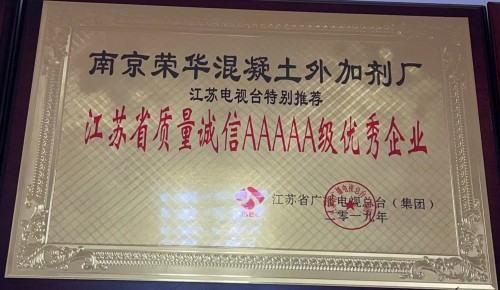 南京荣华混凝土外加剂厂
江苏电视台特别推荐
江苏省质量诚信AAAAA级优秀企业
江苏省广播电视总台（集团）
二零一九年